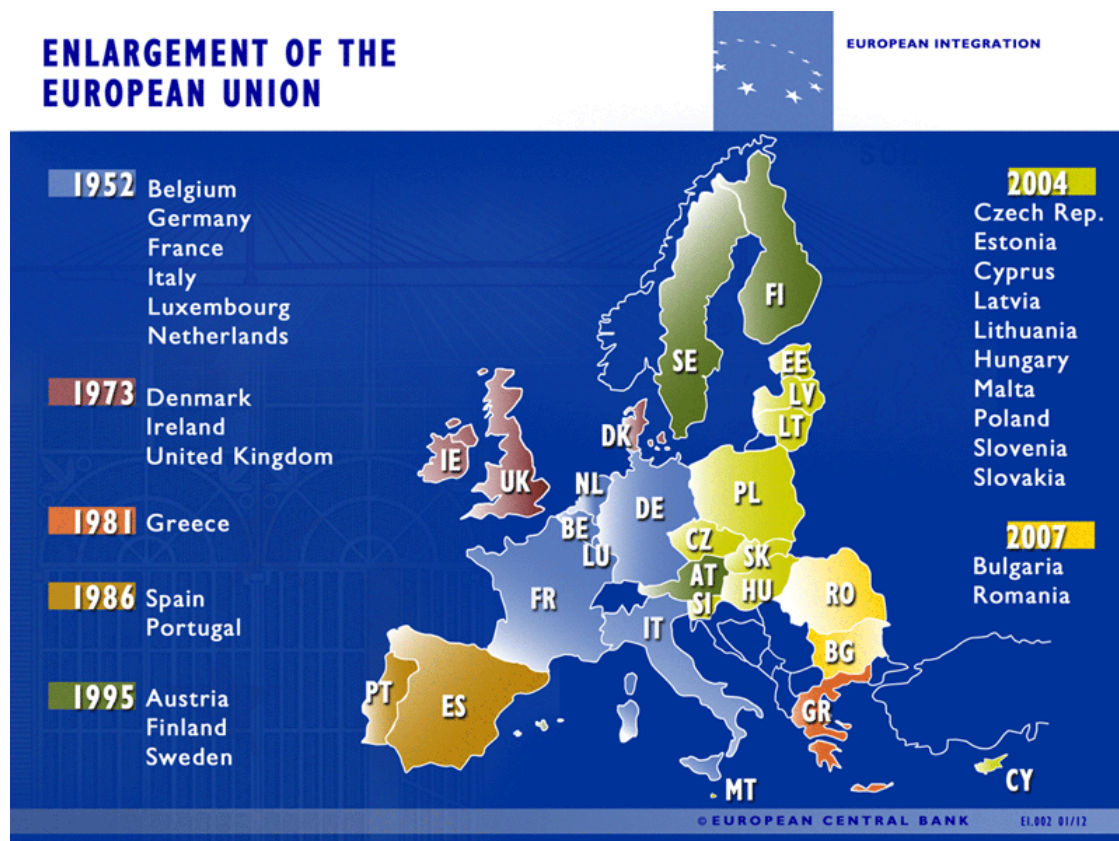 ENLARGEMENT OF THE
EUROPEAN UNION
EUROPEAN INTEGRATION
1952 Belgium
Germany
France
Italy
Luxembourg
Netherlands
1973 Denmark
Ireland
United Kingdom
1981 Greece
1986 Spain
Portugal
1995 Austria
Finland
Sweden
FI
SE
EE
LV
LT
DK
IE
UK
NL
DE
PL
BE
LU
CZ
SK
AT
HU
SI
FR
RO
IT
BG
PT
ES
GR
MT
CY
2004
Czech Rep.
Estonia
Cyprus
Latvia
Lithuania
Hungary
Malta
Poland
Slovenia
Slovakia
2007
Bulgaria
Romania
© EUROPEAN CENTRAL BANK
EI.002 01/12